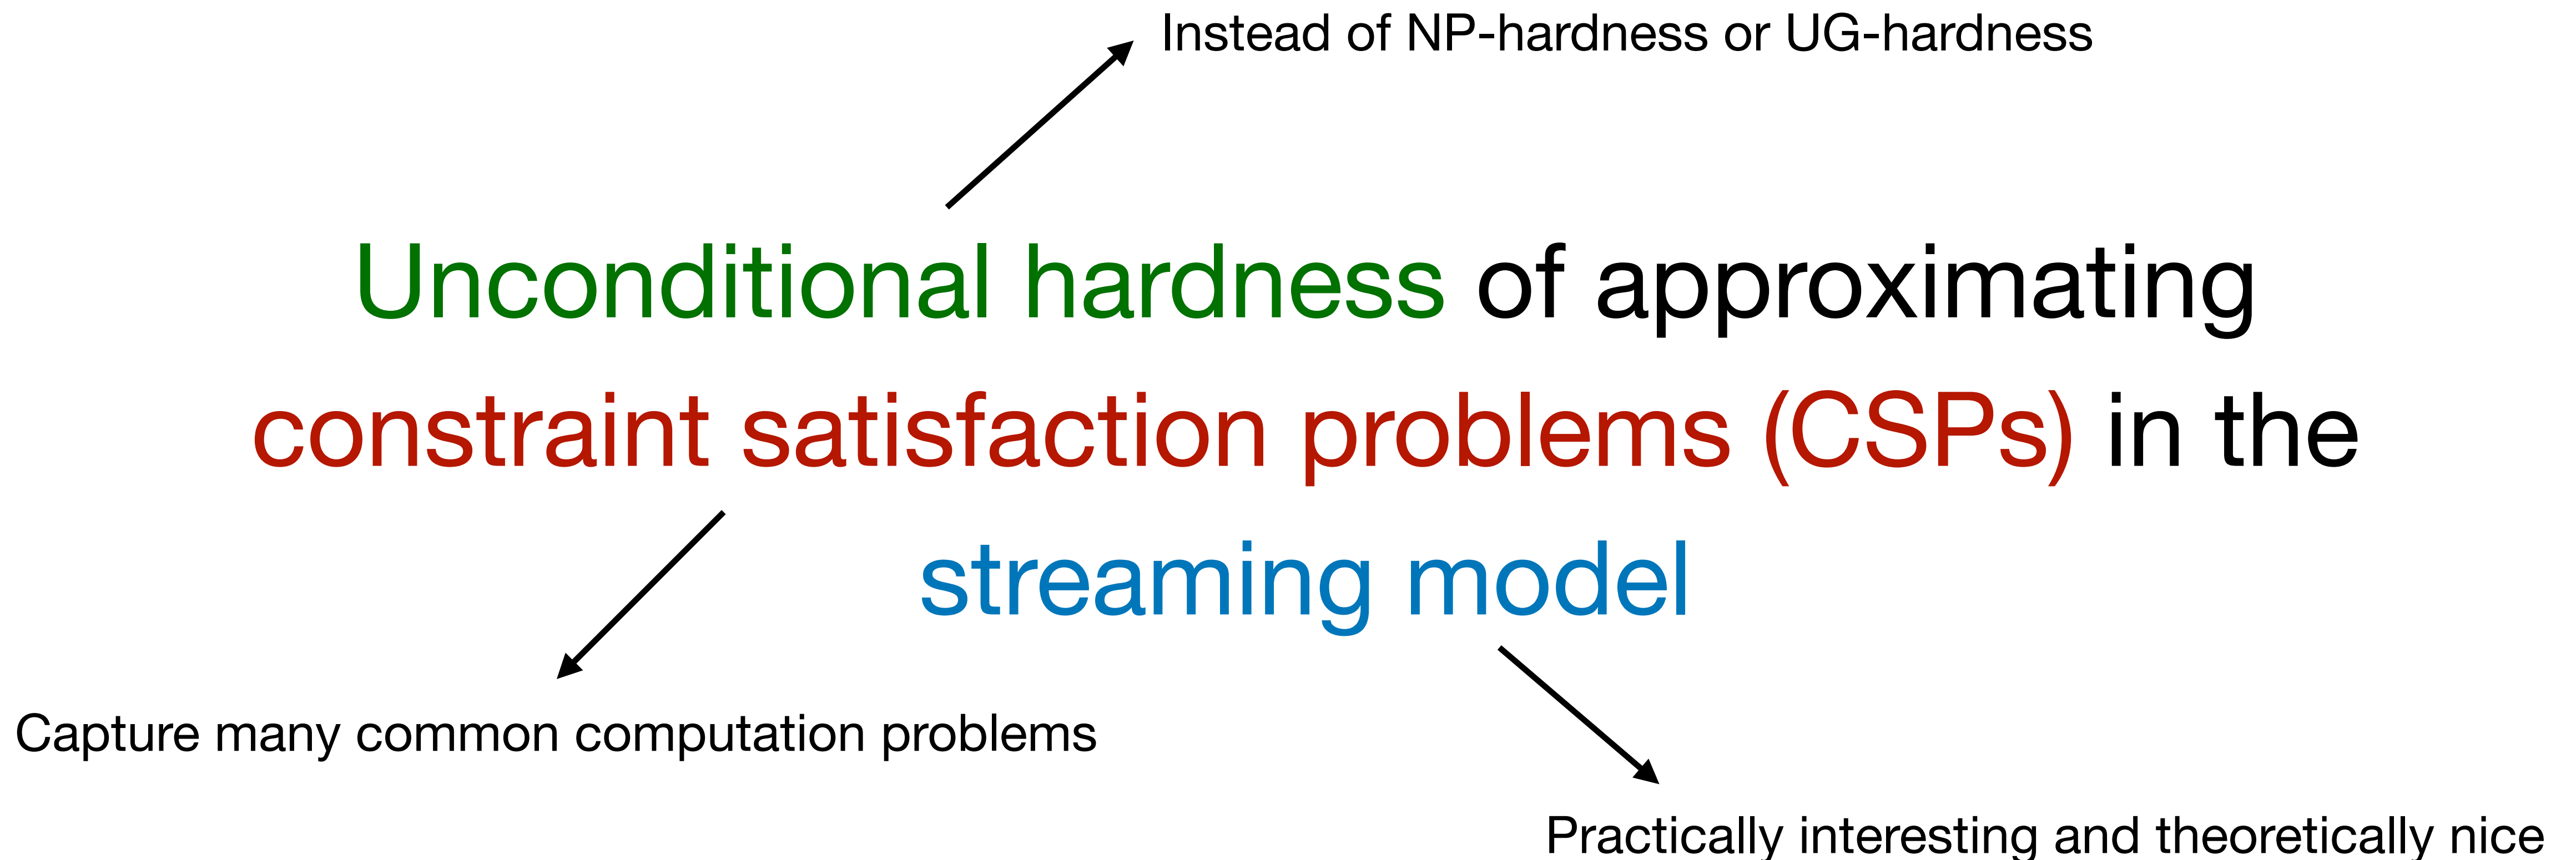 Instead of NP-hardness or UG-hardness
Unconditional hardness of approximating
constraint satisfaction problems (CSPs) in the
streaming model
Capture many common computation problems
Practically interesting and theoretically nice